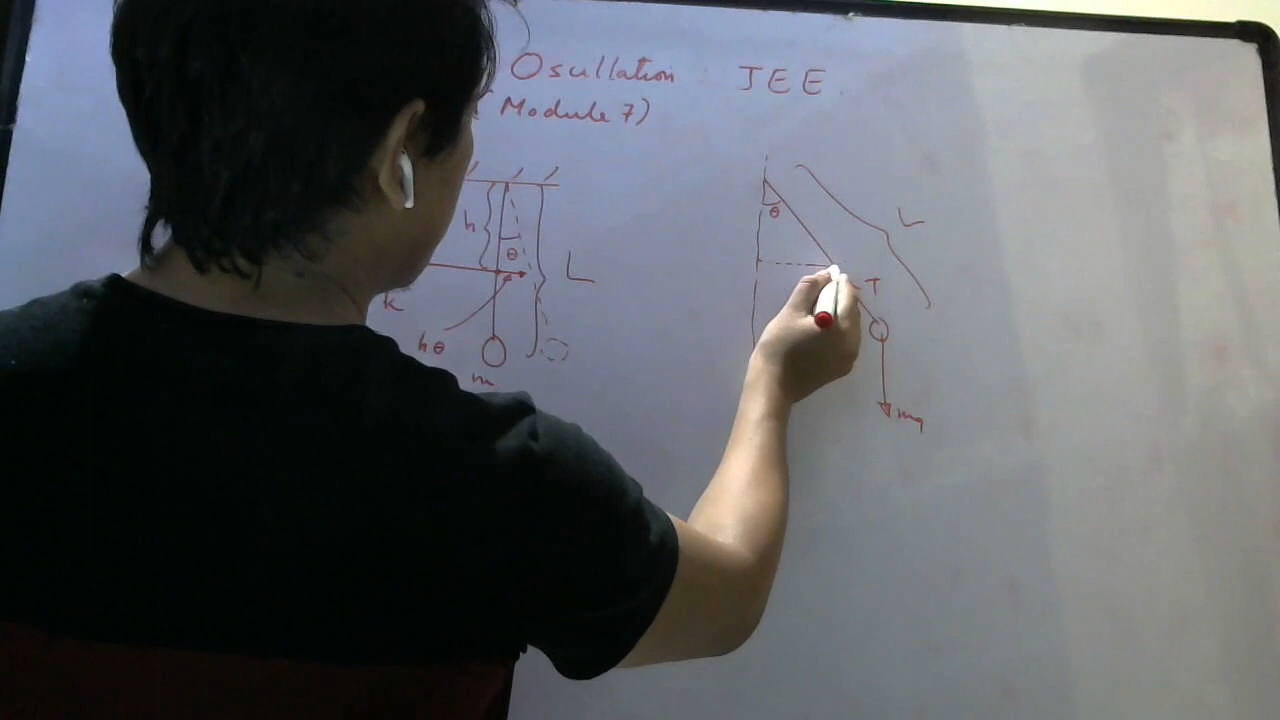 Oscillation JEE
(Module 7)
h
θ
L
k
hθ
m
θ
L
T
mg